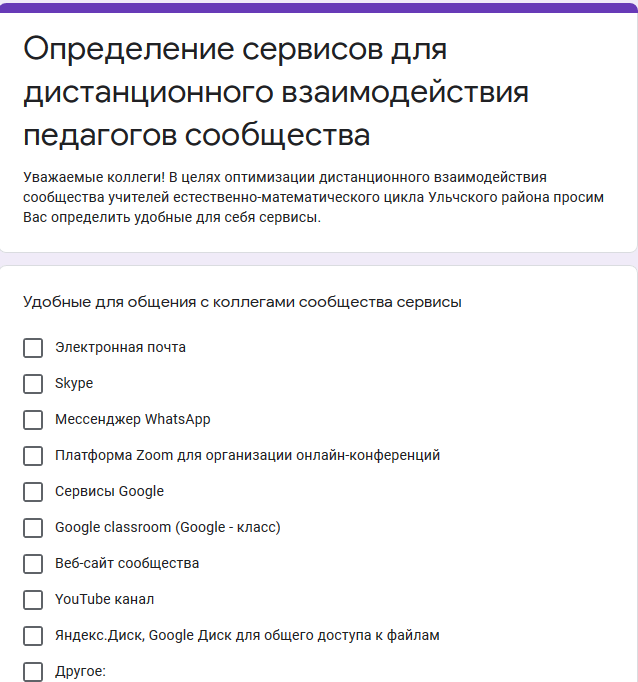 Определение сервисов для
дистанционного взаимодействия
педагогов сообщества
Уважаемые коллеги! В целях оптимизации дистанционного взаимодействия
сообщества учителей естественно-математического цикла Ульчского района просим
Вас определить удобные для себя сервисы.
Удобные для общения с коллегами сообщества сервисы
Электронная почта
Skype
Мессенджер WhatsApp
Платформа Zoom для организации онлайн-конференций
Сервисы Google
Google classroom (Google - класс)
Веб-сайт сообщества
YouTube канал
Яндекс.Диск, Google Диск для общего доступа к файлам
Другое: